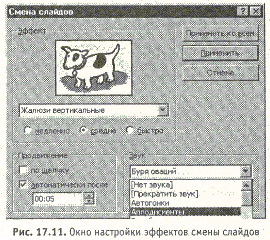 Смена слайдов
Эффект
Применить ко всем
Применить
Отмена
Жалюзи вертикальные
медленно
средне
быстро
Продвижение
по щелчку
автоматически после
00:05
Звук
Буря оваций
[Нет звука]
[Прекратить звук]
Автогонки
Аплодисменты
Рис. 17.11. Окно настройки эффектов смены слайдов